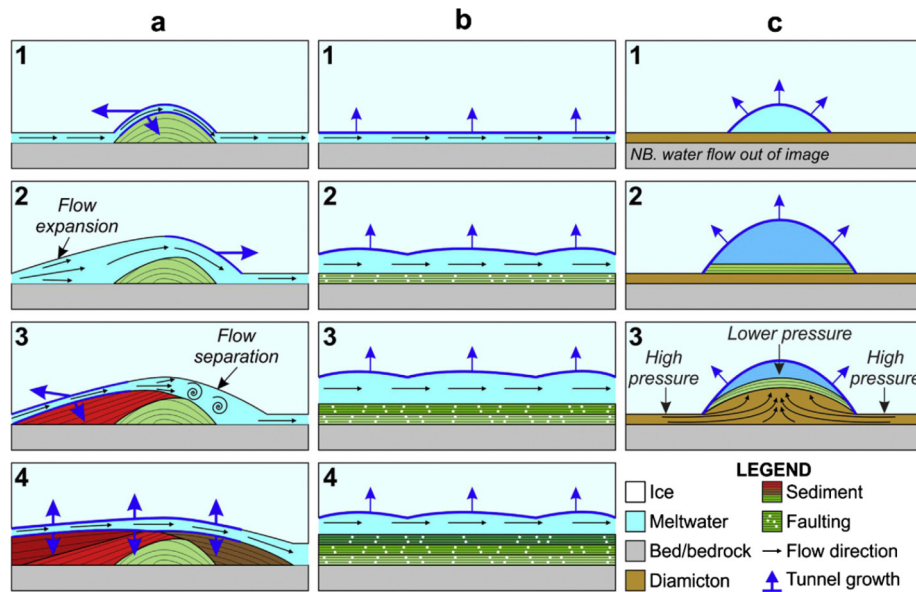 a
b
c
1
1
1
NB. water flow out of image
2
Flow
expansion
2
2
3
Flow
separation
3
3
Lower pressure
High
pressure
High
pressure
4
4
LEGEND
Ice
Sediment
Meltwater
Faulting
Bed/bedrock
Flow direction
Diamicton
Tunnel growth